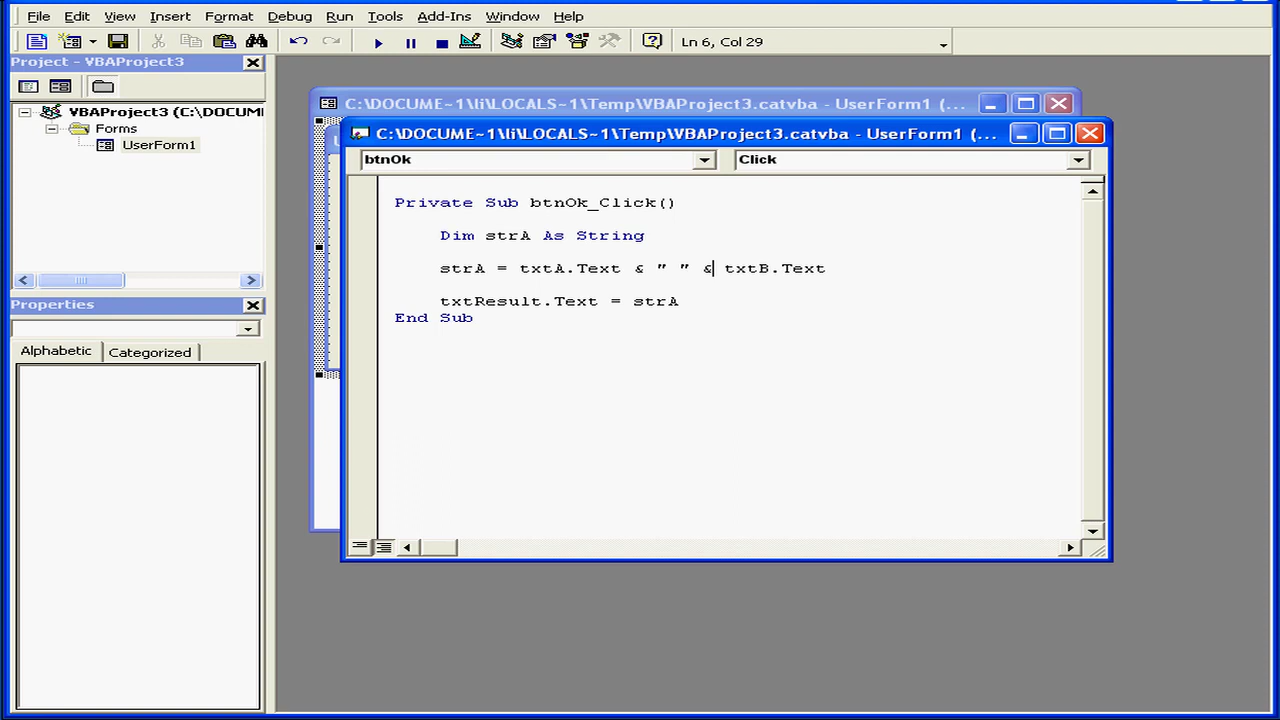 File Edit View Insert Format Debug Run Tools Add-Ins Window Help
Ln 6, Col 29
Project - VBAProject3
VBAProject3 (C:\DOCUMI
Forms
UserForm1
Properties
Alphabetic Categorized
C:\DOCUME~1\li\LOCALS~1\Temp\VBAProject3.catvba - UserForm1 (...
C:\DOCUME~1\li\LOCALS~1\Temp\VBAProject3.catvba - UserForm1 (...
btnOk Click
Private Sub btnOk_Click()
Dim strA As String
strA = txtA.Text & " " & txtB.Text
txtResult.Text = strA
End Sub